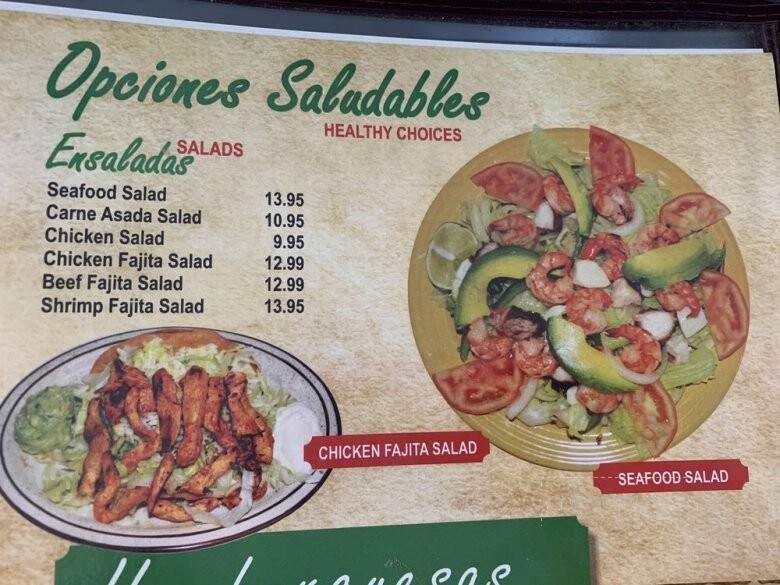 Opciones Saludables
HEALTHY CHOICES
Ensaladas SALADS
Seafood Salad 13.95
Carne Asada Salad 10.95
Chicken Salad 9.95
Chicken Fajita Salad 12.99
Beef Fajita Salad 12.99
Shrimp Fajita Salad 13.95
CHICKEN FAJITA SALAD
SEAFOOD SALAD